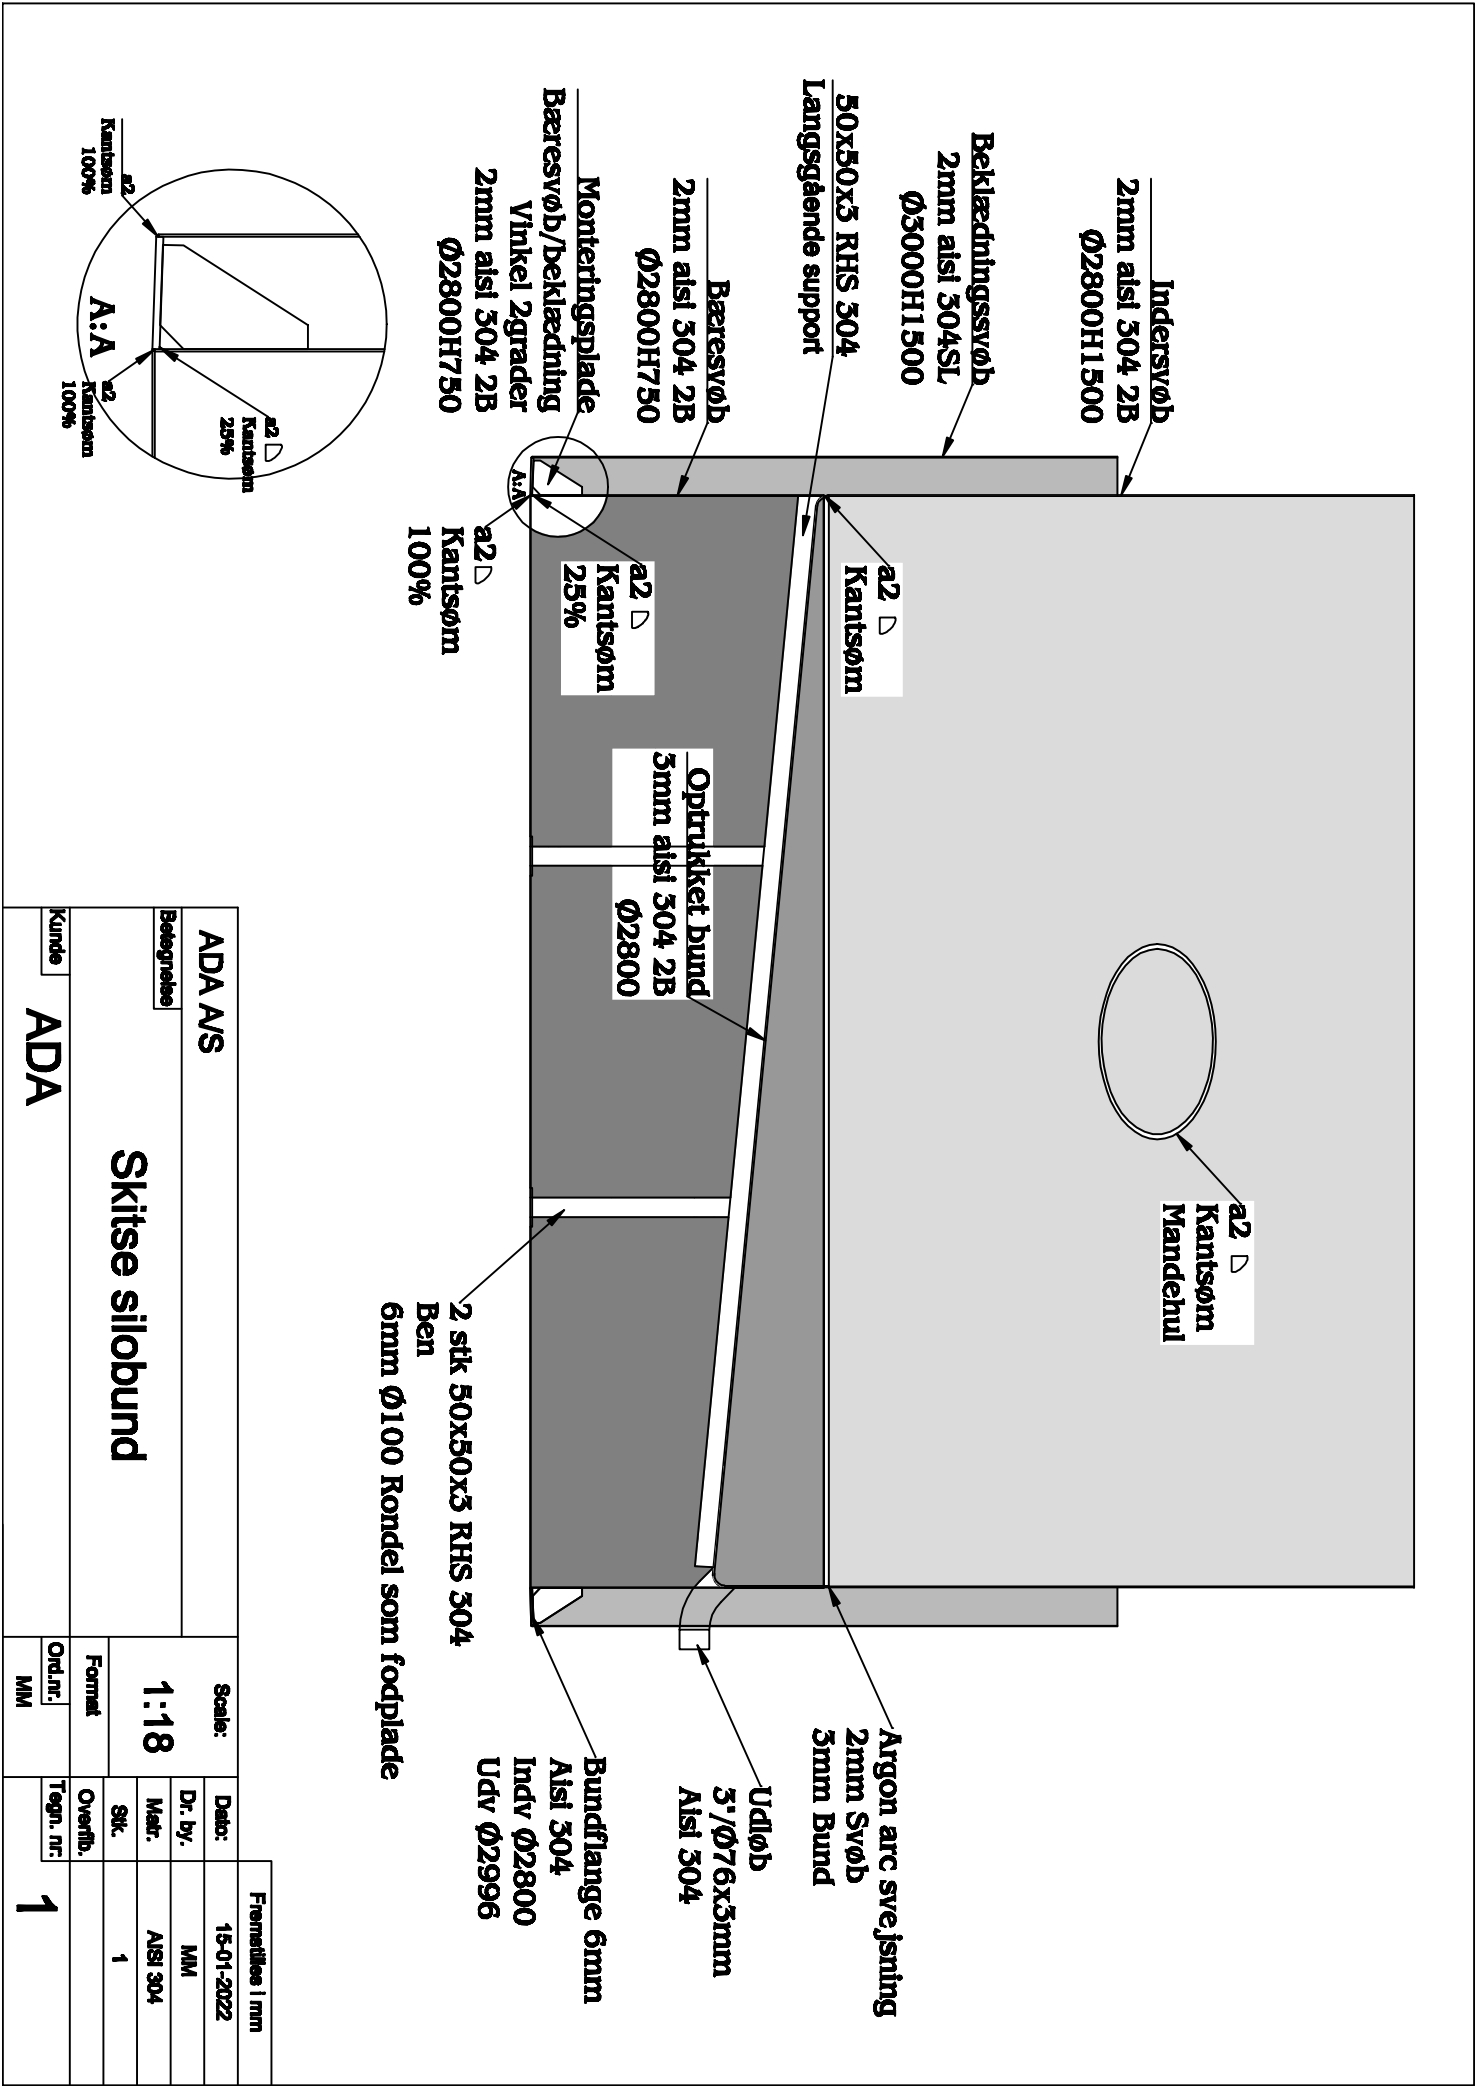 Indersvøb
2mm aisi 304 2B
Ø2800H1500
Beklædningssvøb
2mm aisi 304SL
Ø3000H1500
50x50x3 RHS 304
Langsgående support
Bæresvøb
2mm aisi 304 2B
Ø2800H750
Monteringsplade
Bæresvøb/beklædning
Vinkel 2grader
2mm aisi 304 2B
Ø2800H750
a2
Kantsøm
Mandehul
a2
Kantsøm
Optrukket bund
3mm aisi 304 2B
Ø2800
a2
Kantsøm
25%
A:A
a2
Kantsøm
100%
2 stk 50x50x3 RHS 304
Ben
6mm Ø100 Rondel som fodplade
Argon arc svejsning
2mm Svøb
3mm Bund
Udløb
3"/Ø76x3mm
Aisi 304
Bundflange 6mm
Aisi 304
Indv Ø2800
Udv Ø2996
a2
Kantsøm
100%
A:A
a2
Kantsøm
25%
a2
Kantsøm
100%
Fremstilles i mm
ADA A/S
Scale:
1:18
Dato:
15-01-2022
Betegnelse
Skitse silobund
Dr. by.
MM
Matr.
AISI 304
Stk.
1
Format
Overflb.
Kunde
ADA
Ord.nr.
MM
Tegn. nr.
1